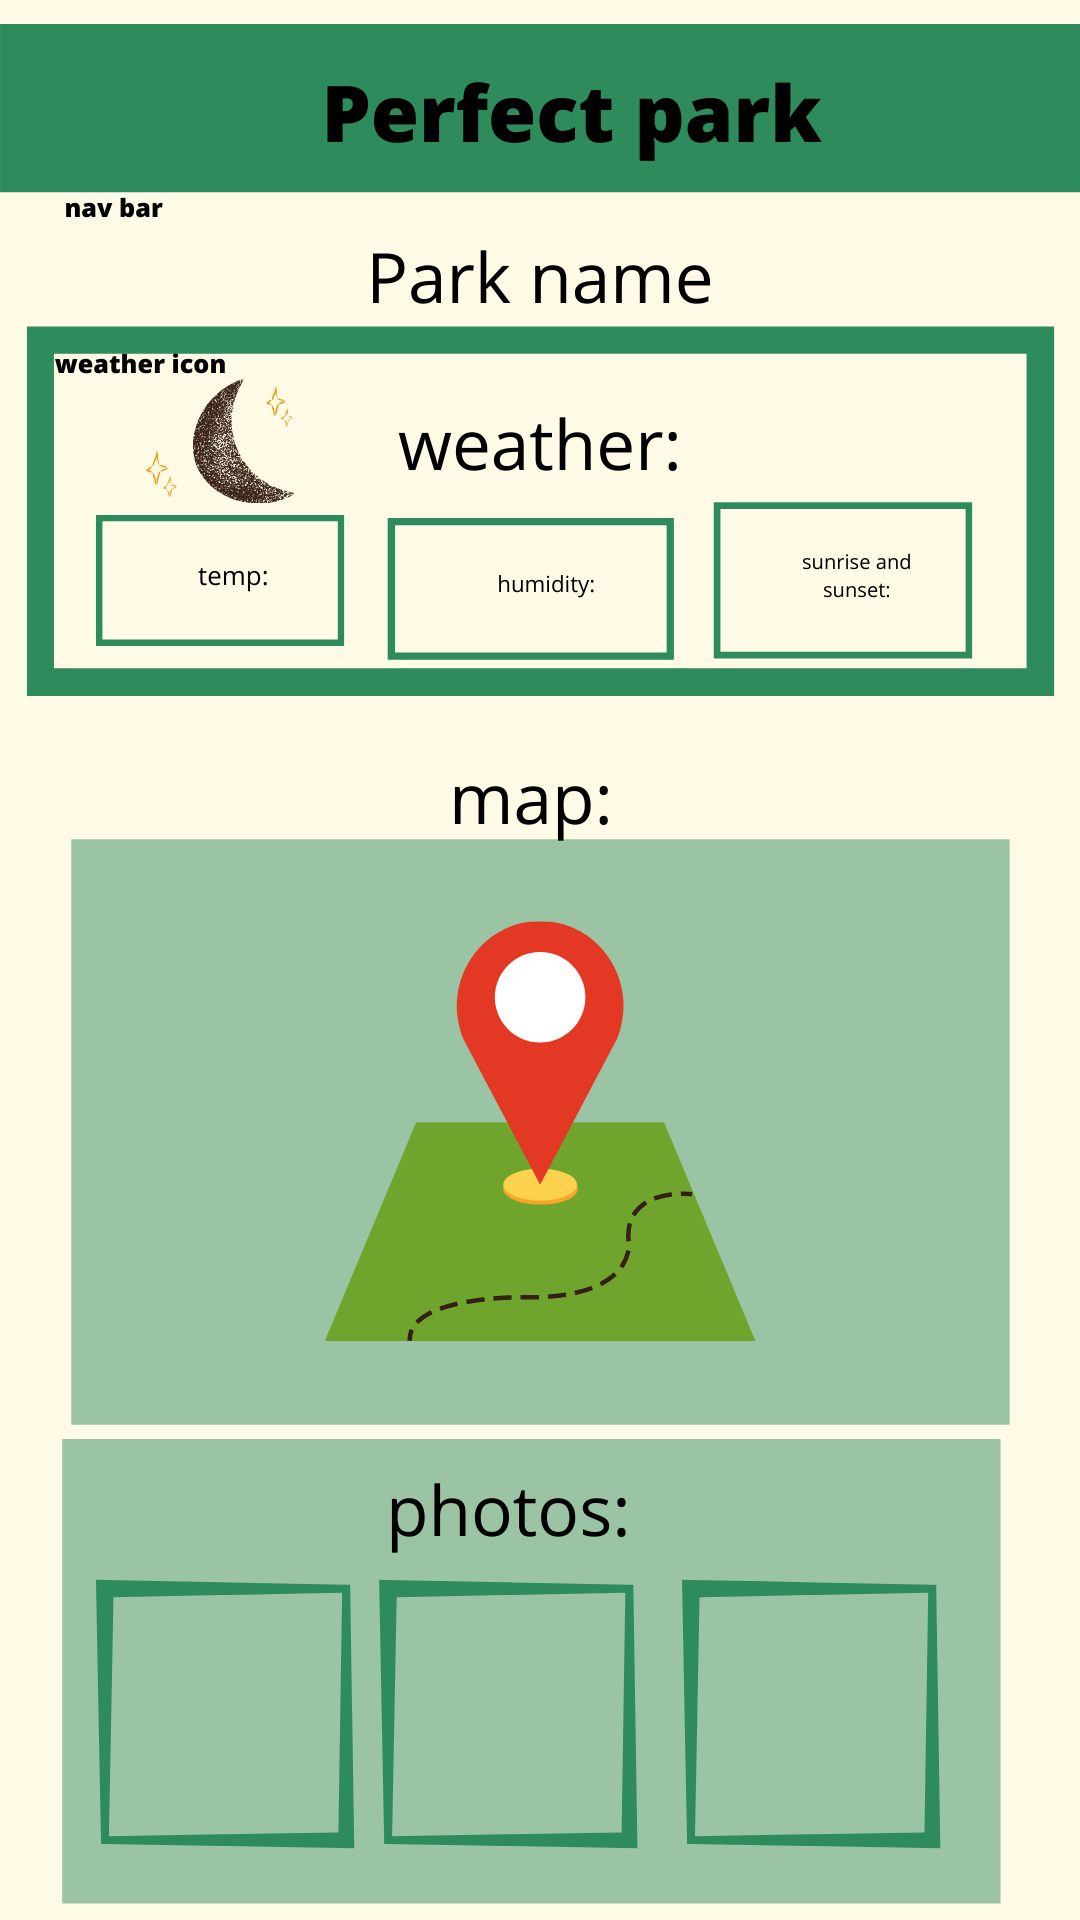 Perfect park
nav bar
Park name
weather icon
weather:
temp:
humidity:
sunrise and
sunset:
map:
photos: